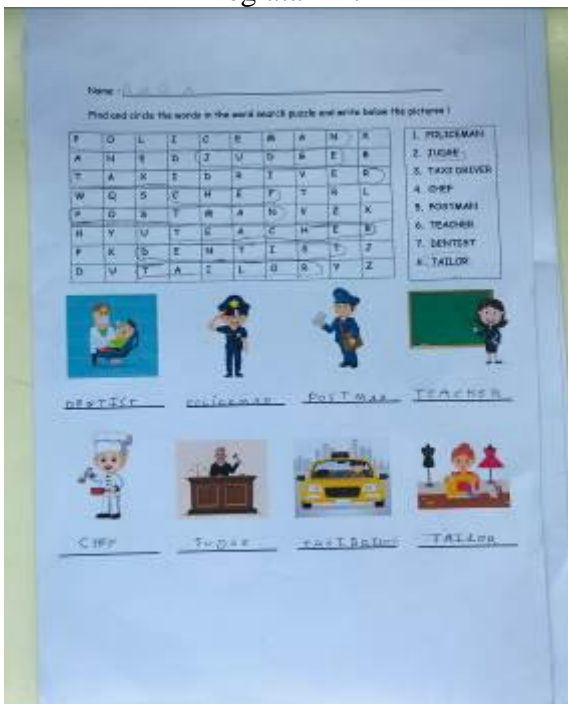 Name :
Find and circle the words in the word search puzzle and write below the pictures !
P O L I C E M A N K
A N R D J U D G E B
T A X I D R I V E R
W Q S C H E F T R L
P O S T M A N V Z K
H Y U T E A C H E R
F K D E N T I S T J
D U T A I L O R Y Z
1. POLICEMAN
2. JUDGE
3. TAXI DRIVER
4. CHEF
5. POSTMAN
6. TEACHER
7. DENTIST
8. TAILOR
DENTIST POLICEMAN POSTMAN TEACHER
CHEF JUDGE TAXI DRIVER TAILOR